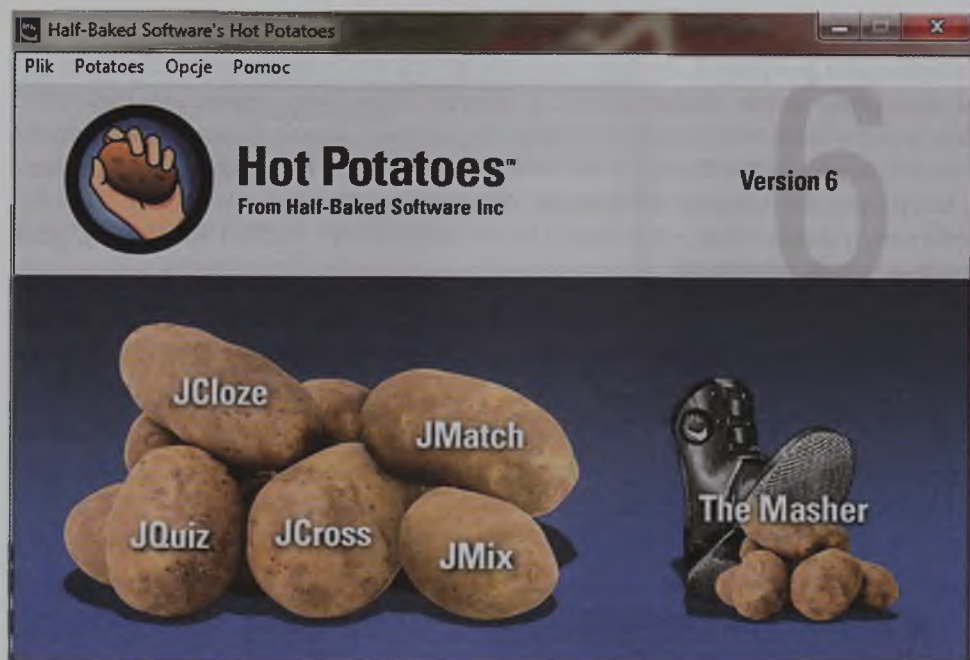 Half-Baked Software's Hot Potatoes
Plik Potatoes Opcje Pomoc
Hot Potatoes™
From Half-Baked Software Inc
Version 6
6
JCloze
JMatch
JQuiz
JCross
JMix
The Masher